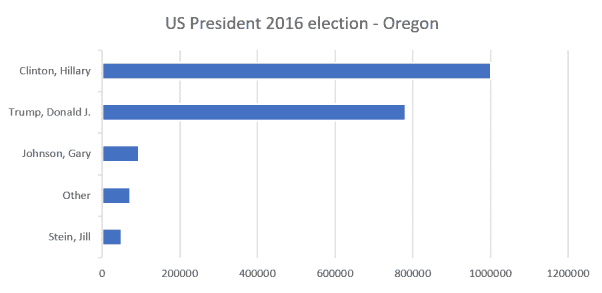 US President 2016 election - Oregon
Clinton, Hillary
Trump, Donald J.
Johnson, Gary
Other
Stein, Jill
0 200000 400000 600000 800000 1000000 1200000